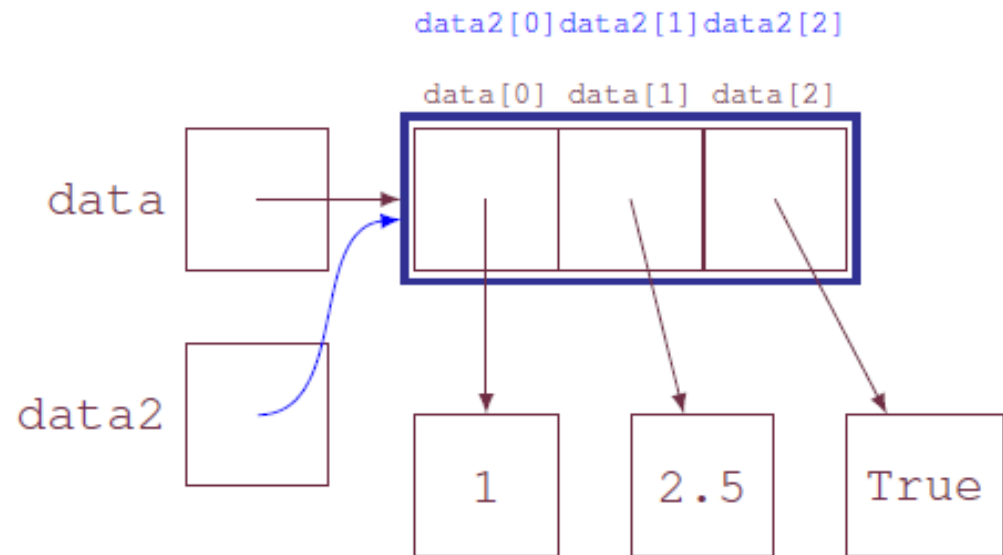 data2[0]data2[1]data2[2]
data[0] data[1] data[2]
data
data2
1 2.5 True